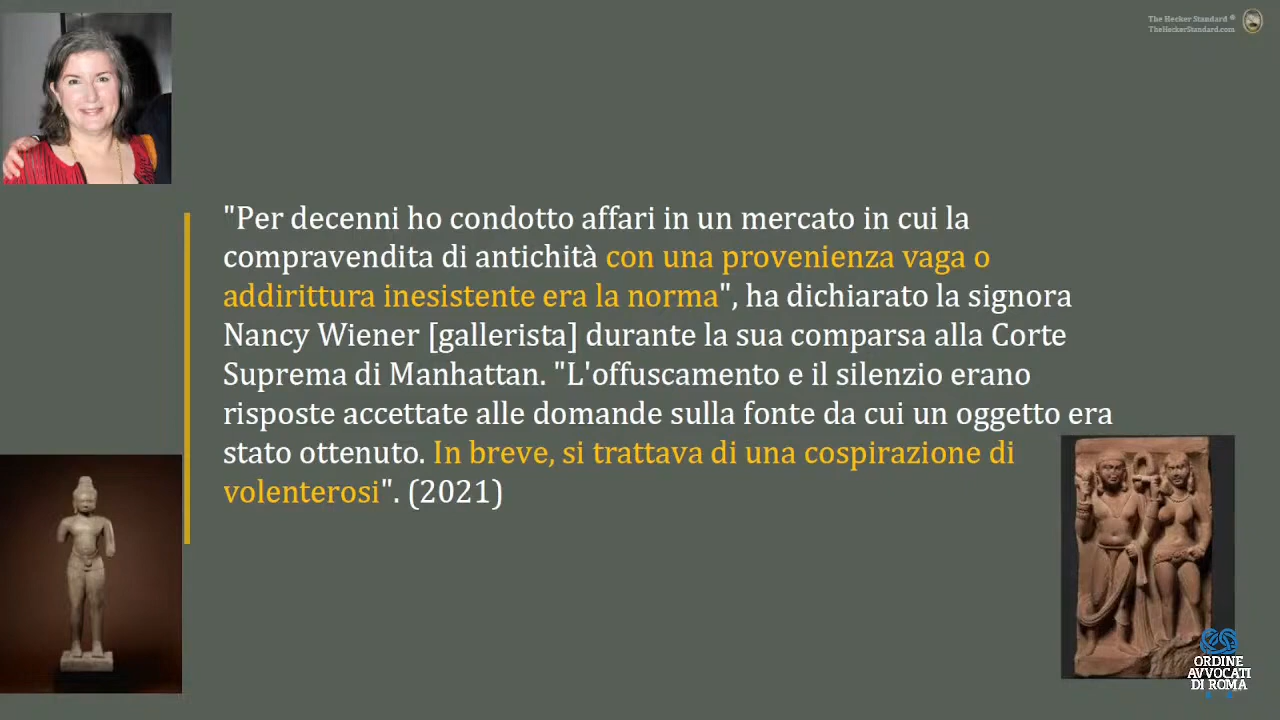 The Hecker Standard ®
TheHeckerStandard.com
"Per decenni ho condotto affari in un mercato in cui la
compravendita di antichità con una provenienza vaga o
addirittura inesistente era la norma", ha dichiarato la signora
Nancy Wiener [gallerista] durante la sua comparsa alla Corte
Suprema di Manhattan. "L'offuscamento e il silenzio erano
risposte accettate alle domande sulla fonte da cui un oggetto era
stato ottenuto. In breve, si trattava di una cospirazione di
volenterosi". (2021)
ORDINE
AVVOCATI
DI ROMA